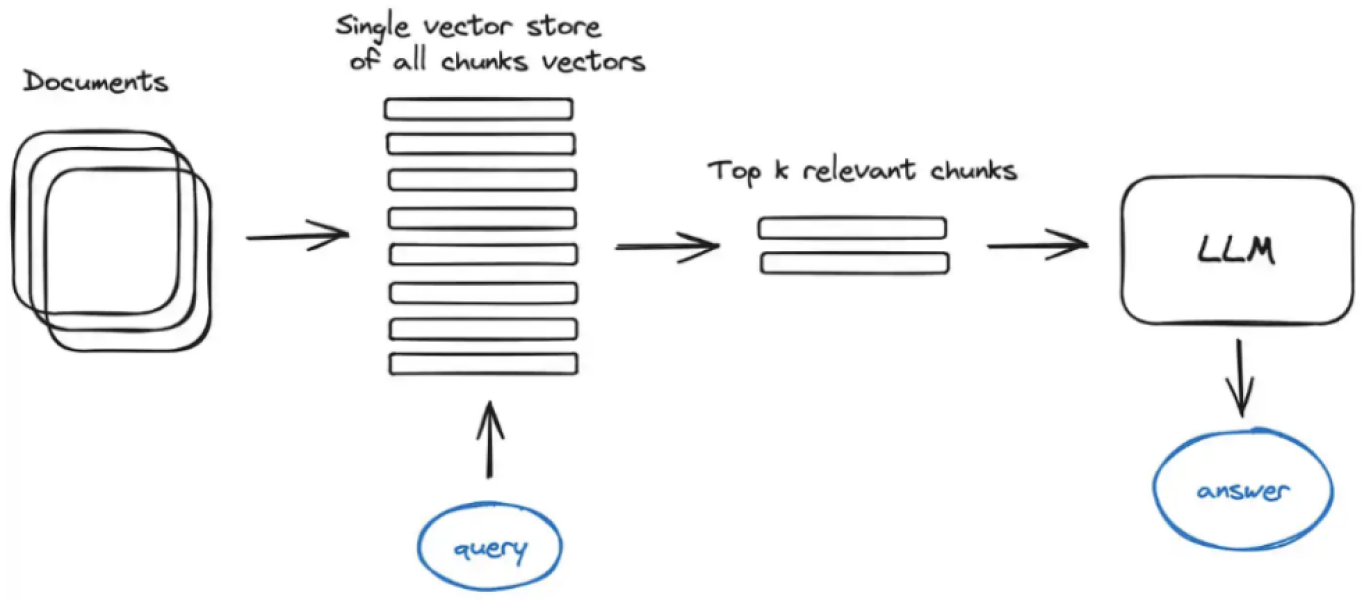 Single vector store
of all chunks vectors
Documents
Top k relevant chunks
LLM
answer
query